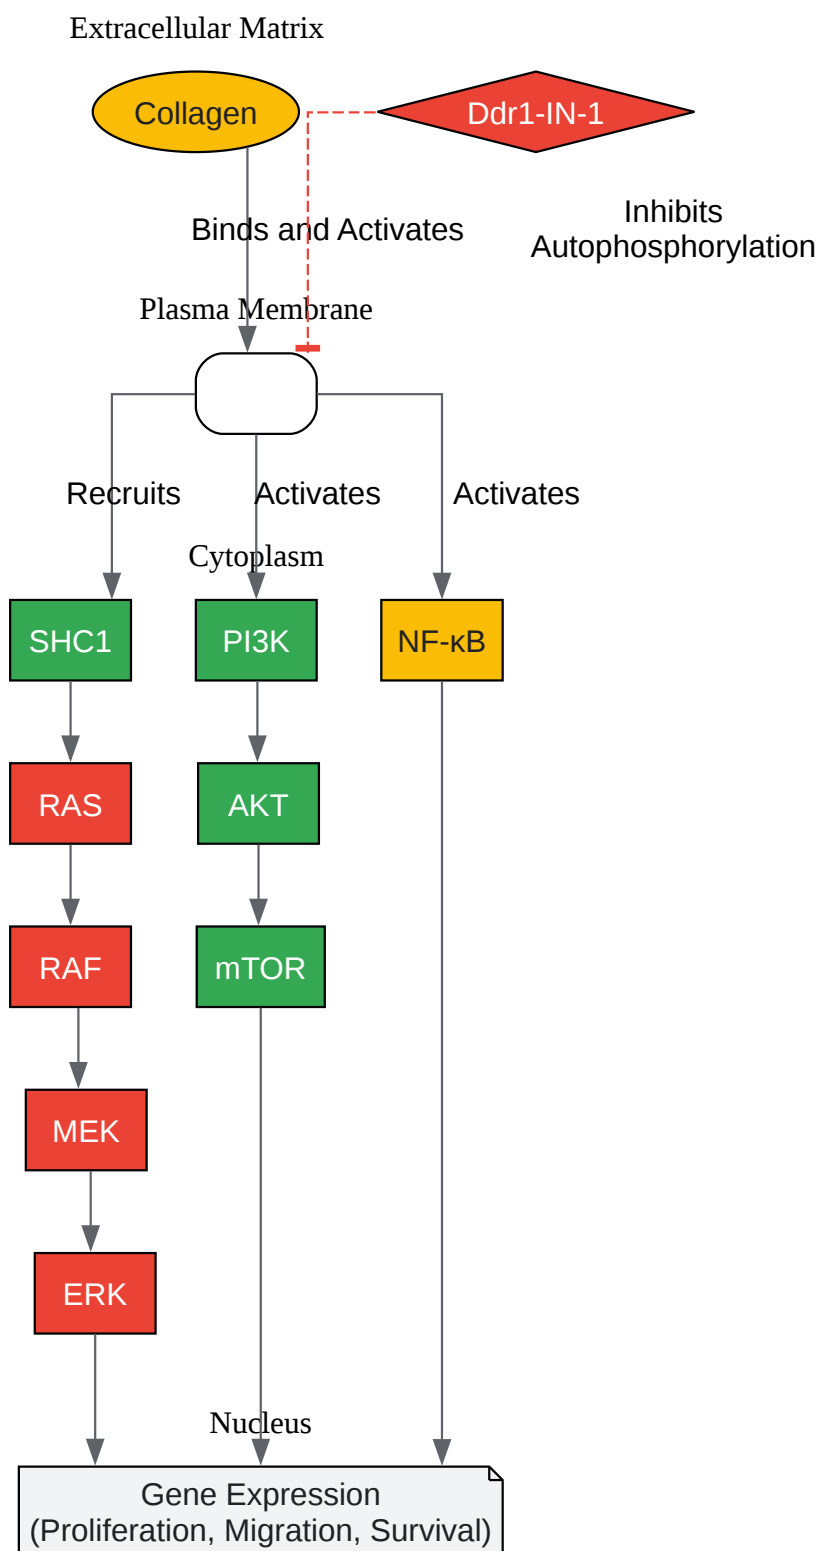 Extracellular Matrix
Collagen
Ddr1-IN-1
Inhibits
Autophosphorylation
Binds and Activates
Plasma Membrane
Recruits
Activates
Activates
Cytoplasm
SHC1
PI3K
NF-κB
RAS
AKT
RAF
mTOR
MEK
ERK
Nucleus
Gene Expression
(Proliferation, Migration, Survival)